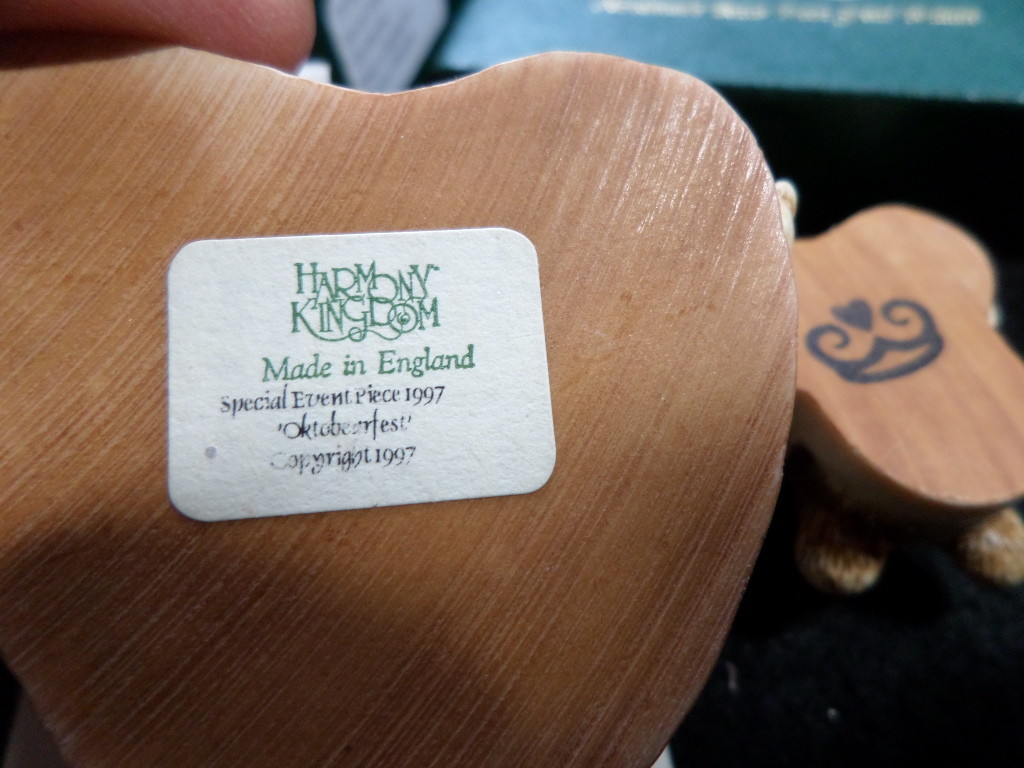 HARMONY
KINGDOM
Made in England
Special Event Piece 1997
'Oktobearfest'
Copyright 1997